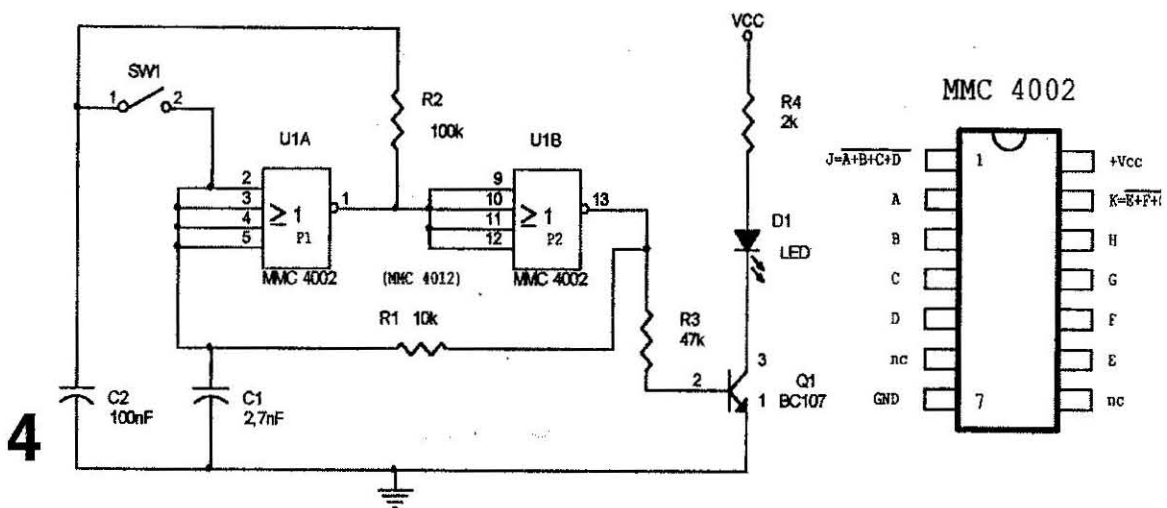 VCC
SW1
1 2
R2
100k
R4
2k
U1A
U1B
2
3
4
5
≥1
P1
1
MMC 4002
(MMC 4012)
9
10
11
12
≥1
P2
13
MMC 4002
D1
LED
R1 10k
R3
47k
3
2
1
Q1
BC107
C2
100nF
C1
2,7nF
4
MMC 4002
J=A+B+C+D
A
B
C
D
nc
GND
1
7
+Vcc
K=E+F+
H
G
F
E
nc